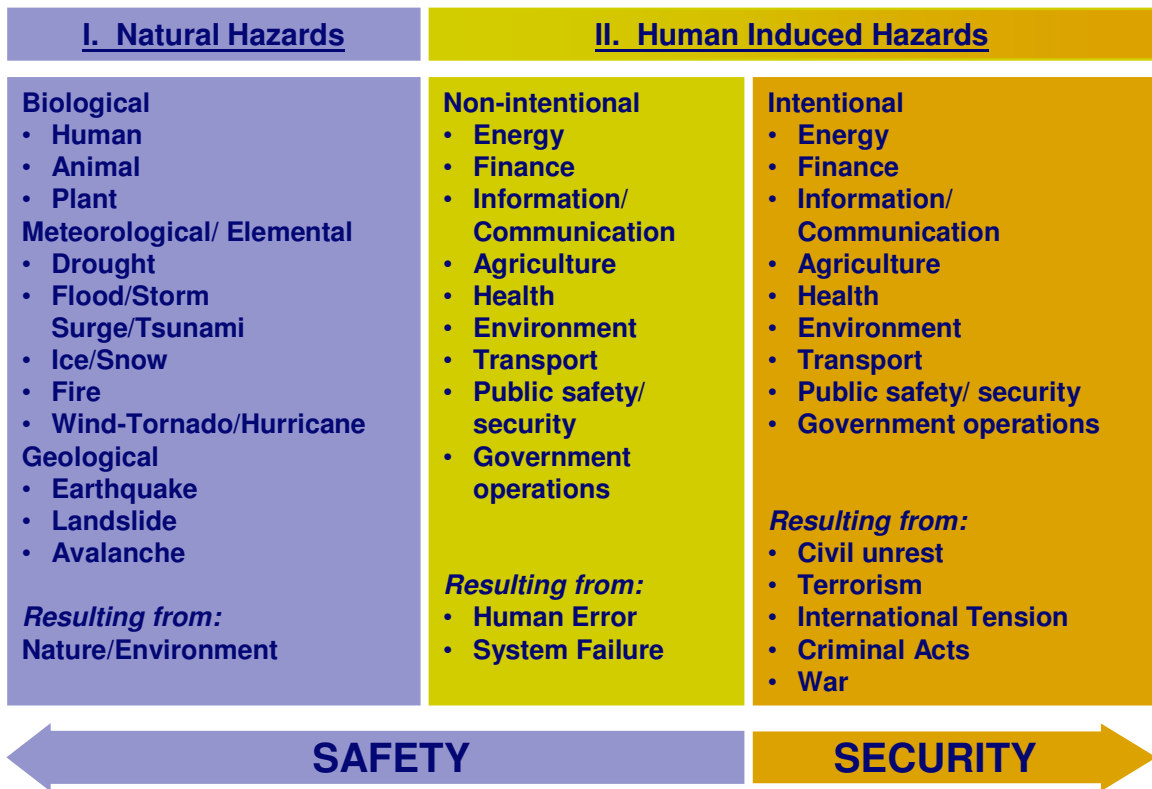 I. Natural Hazards
II. Human Induced Hazards
Biological
• Human
• Animal
• Plant
Meteorological/ Elemental
• Drought
• Flood/Storm
Surge/Tsunami
• Ice/Snow
• Fire
• Wind-Tornado/Hurricane
Geological
• Earthquake
• Landslide
• Avalanche
Resulting from:
Nature/Environment
Non-intentional
• Energy
• Finance
• Information/
Communication
• Agriculture
• Health
• Environment
• Transport
• Public safety/
security
• Government
operations
Resulting from:
• Human Error
• System Failure
Intentional
• Energy
• Finance
• Information/
Communication
• Agriculture
• Health
• Environment
• Transport
• Public safety/ security
• Government operations
Resulting from:
• Civil unrest
• Terrorism
• International Tension
• Criminal Acts
• War
SAFETY
SECURITY